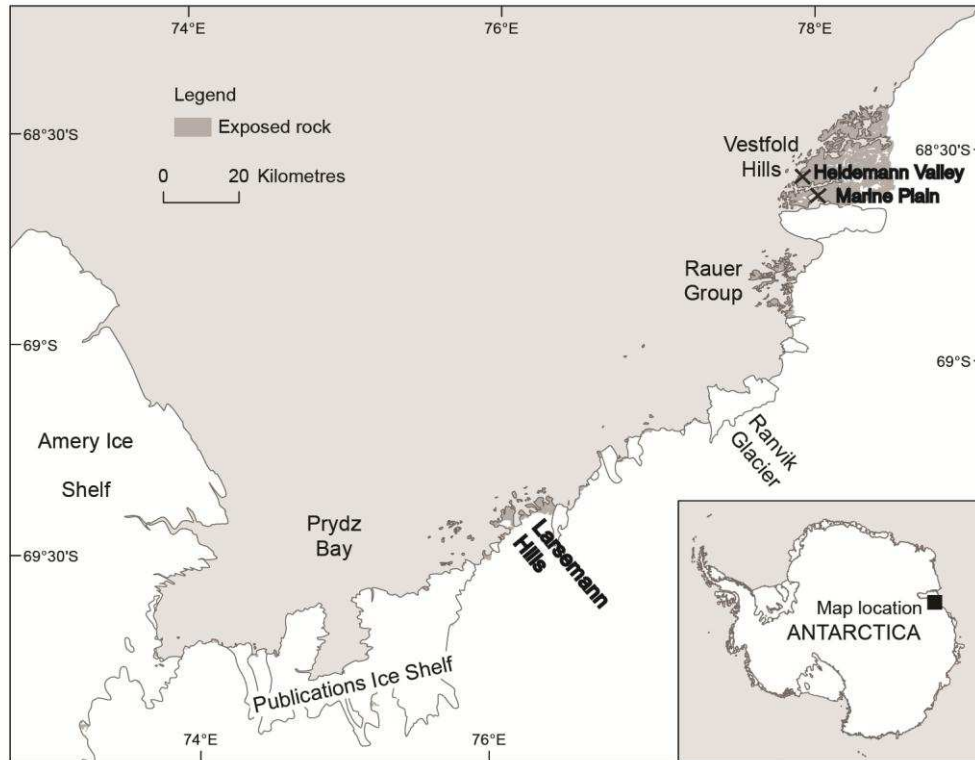 74°E
76°E
78°E
Legend
Exposed rock
0
20
Kilometres
68°30'S
68°30'S
Vestfold
Hills
Heidemann Valley
Marine Plain
Rauer
Group
69°S
69°S
Amery Ice
Shelf
Ranvik
Glacier
Prydz
Bay
Larsemann
Hills
69°30'S
Publications Ice Shelf
Map location
ANTARCTICA
74°E
76°E